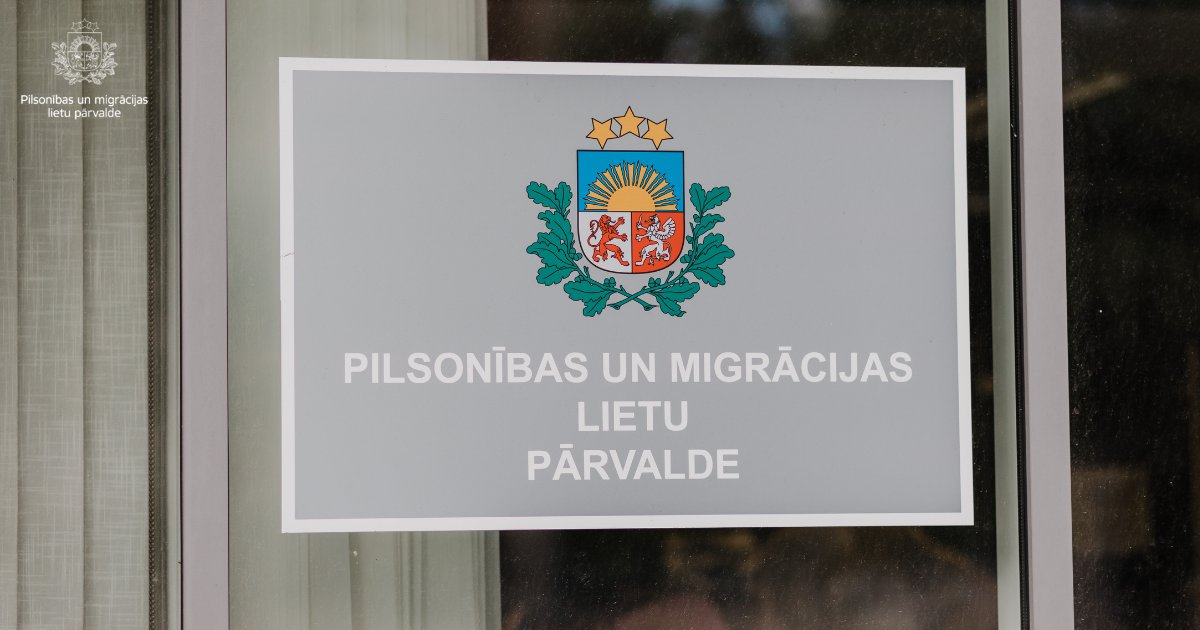 Pilsonības un migrācijas
lietu pārvalde
PILSONĪBAS UN MIGRĀCIJAS
LIETU
PĀRVALDE